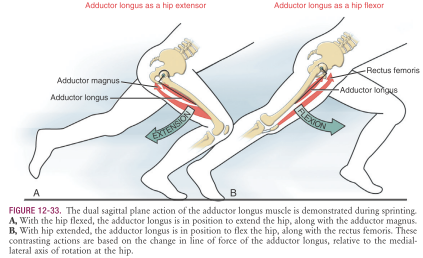 Adductor longus as a hip extensor
Adductor longus as a hip flexor
Adductor magnus
Adductor longus
Rectus femoris
Adductor longus
EXTENSION
FLEXION
A
B
FIGURE 12-33. The dual sagittal plane action of the adductor longus muscle is demonstrated during sprinting.
A, With the hip flexed, the adductor longus is in position to extend the hip, along with the adductor magnus.
B, With hip extended, the adductor longus is in position to flex the hip, along with the rectus femoris. These
contrasting actions are based on the change in line of force of the adductor longus, relative to the medial-
lateral axis of rotation at the hip.